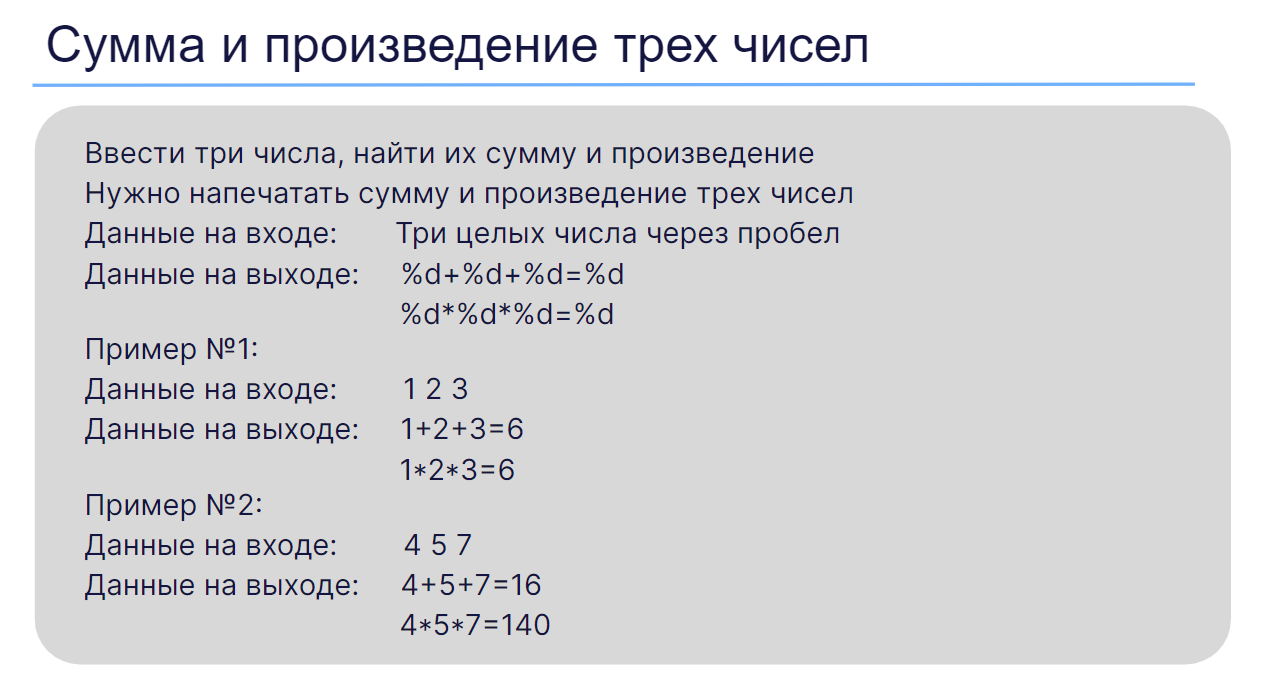 Сумма и произведение трех чисел
Ввести три числа, найти их сумму и произведение
Нужно напечатать сумму и произведение трех чисел
Данные на входе: Три целых числа через пробел
Данные на выходе: %d+%d+%d=%d
%d*%d*%d=%d
Пример №1:
Данные на входе: 1 2 3
Данные на выходе: 1+2+3=6
1*2*3=6
Пример №2:
Данные на входе: 4 5 7
Данные на выходе: 4+5+7=16
4*5*7=140